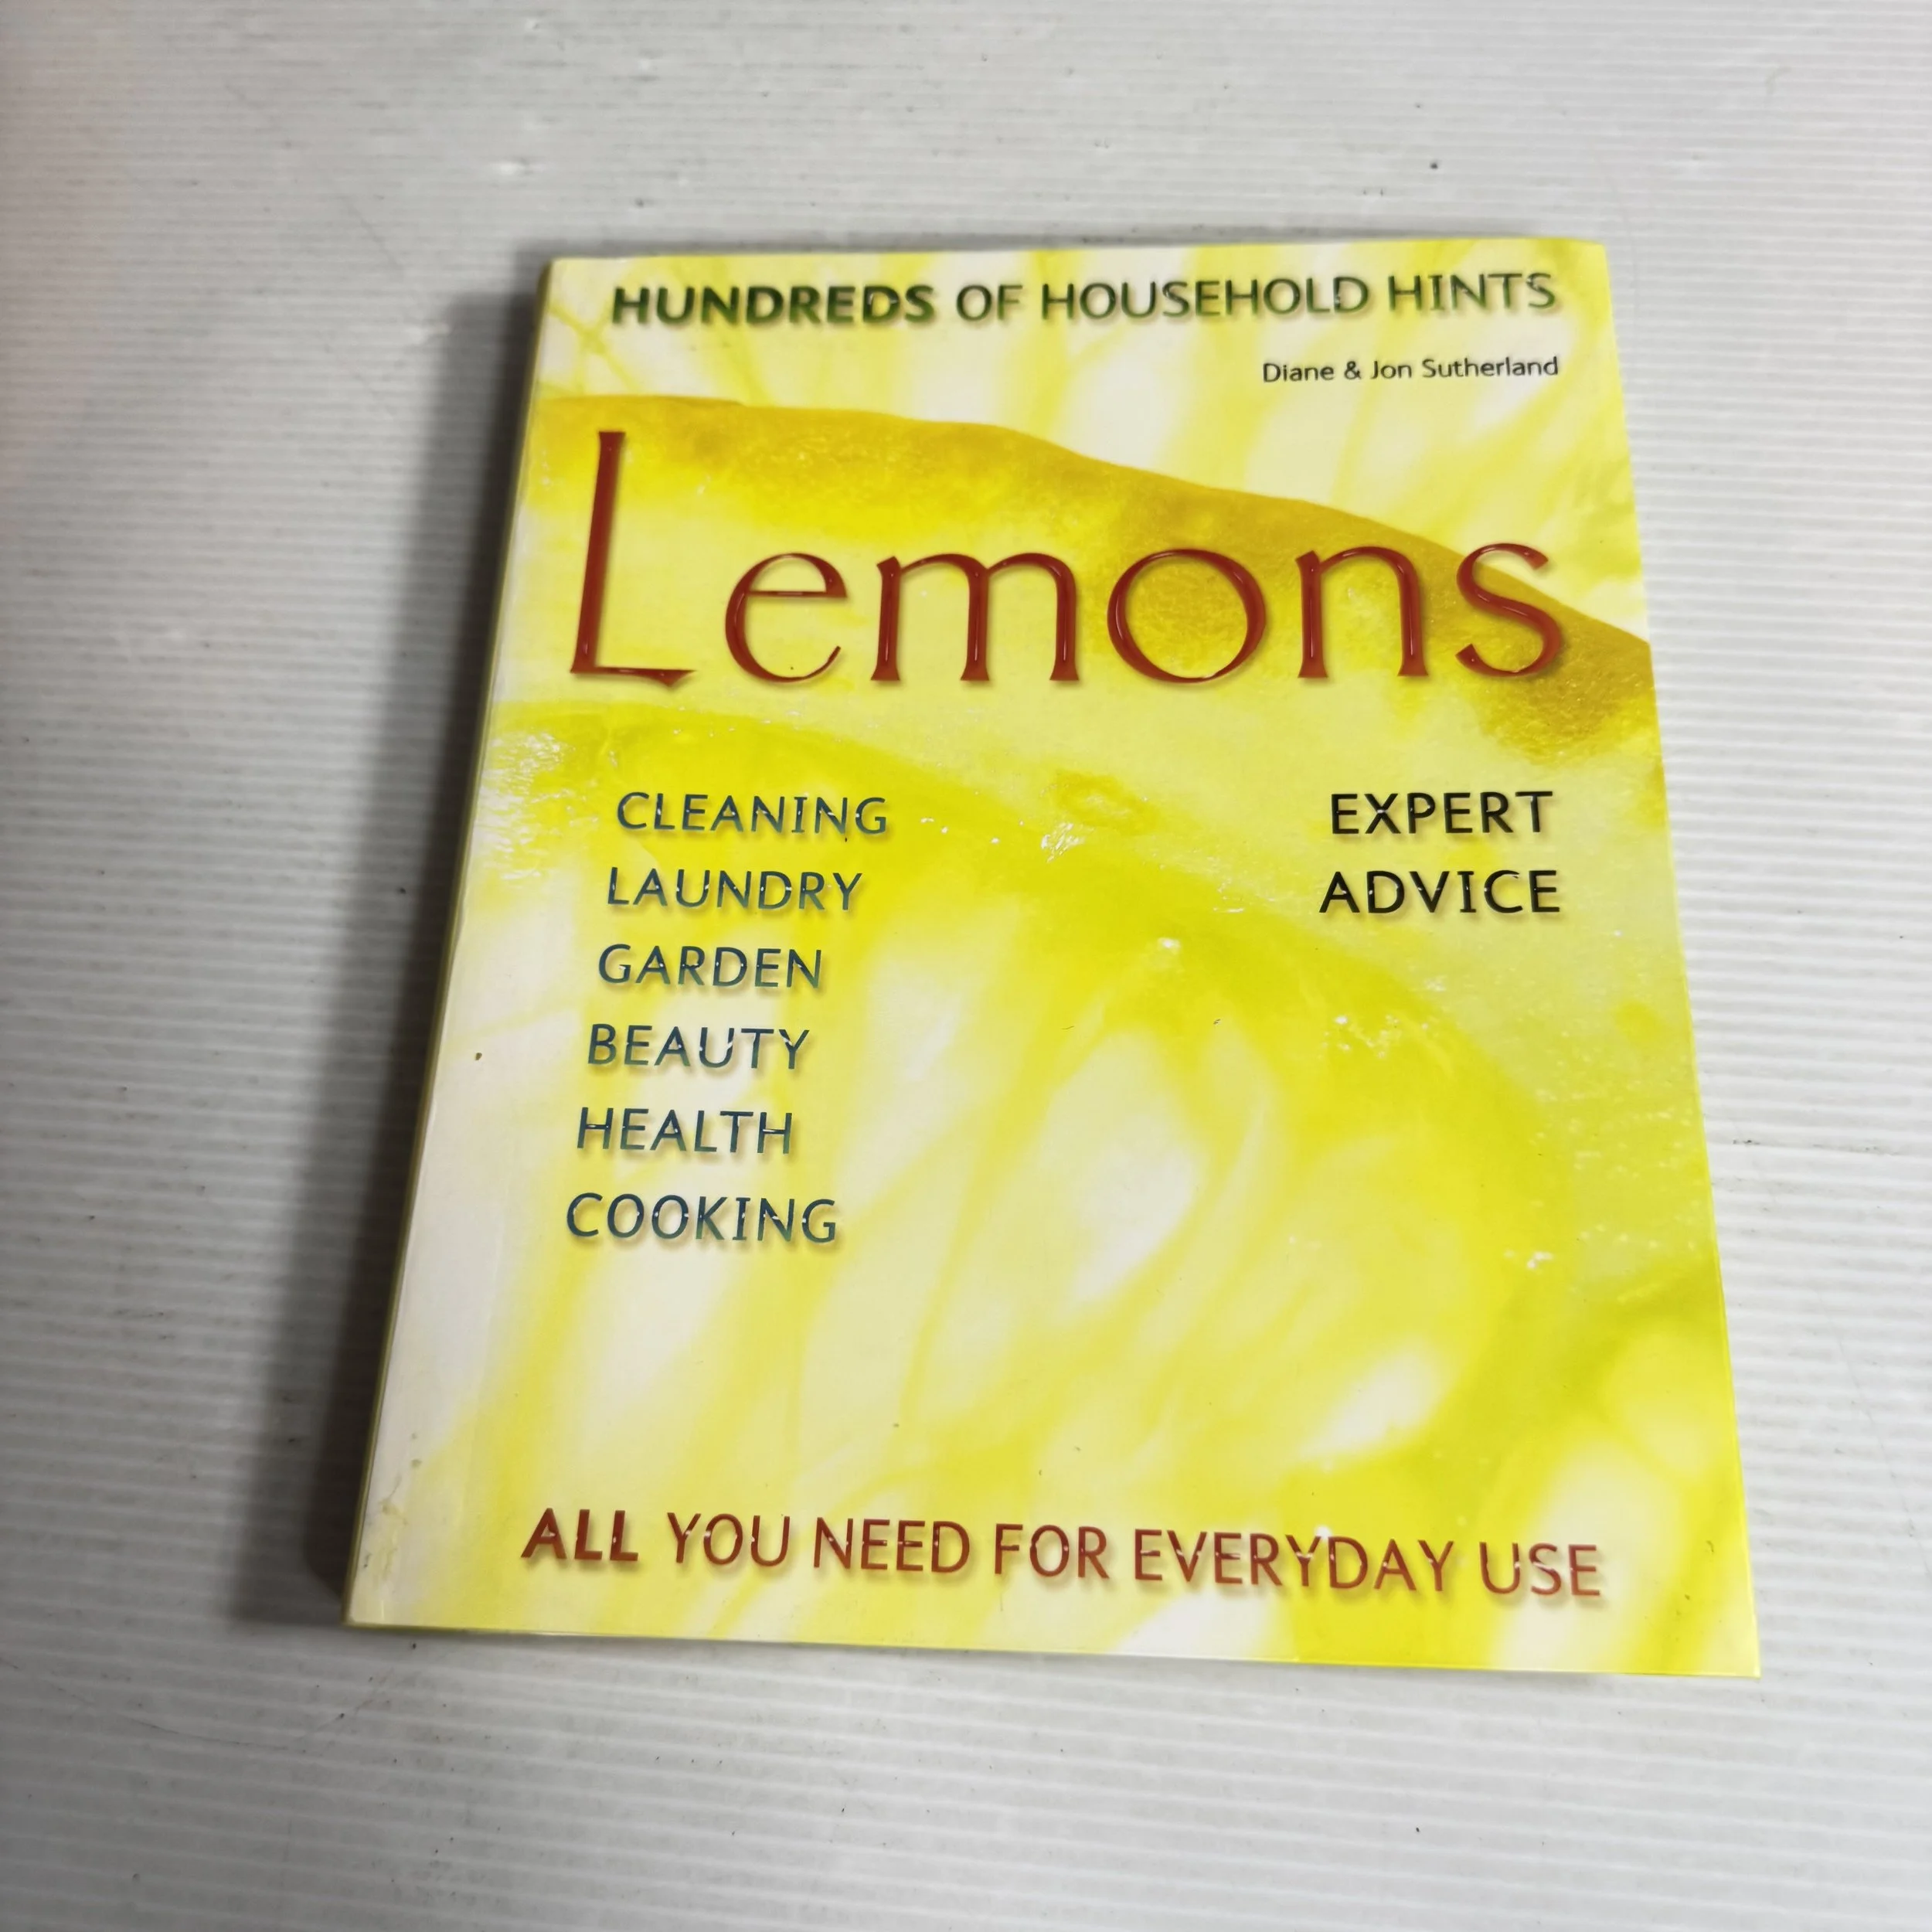 HUNDREDS OF HOUSEHOLD HINTS
Diane & Jon Sutherland
Lemons
CLEANING
LAUNDRY
GARDEN
BEAUTY
HEALTH
COOKING
EXPERT
ADVICE
ALL YOU NEED FOR EVERYDAY USE